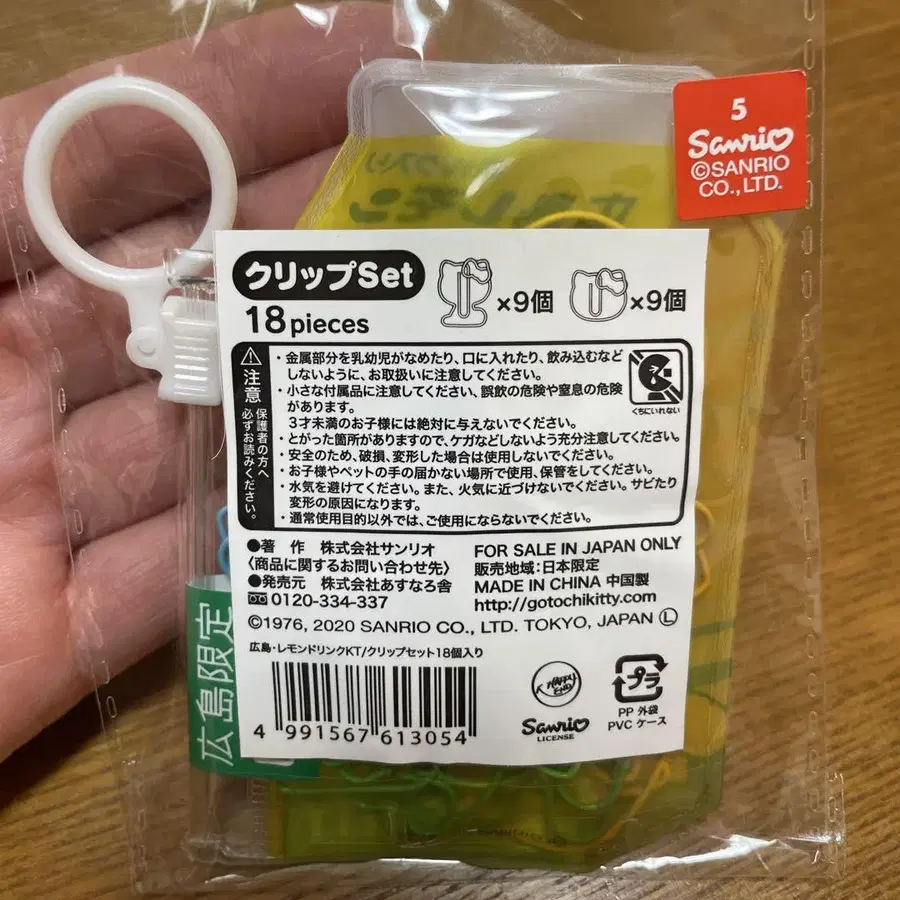 5
Sanrio
©SANRIO
CO.,LTD.
クリップSet
18pieces
×9個
×9個
注意
保護者の方へ
必ずお読みください。
・金属部分を乳幼児がなめたり、口に入れたり、飲み込むなど
しないように、お取扱いに注意してください。
・小さな付属品に注意してください、誤飲の危険や窒息の危険
があります。
3才未満のお子様には絶対に与えないでください。
・とがった箇所がありますので、ケガなどしないよう充分注意してください。
・安全のため、破損、変形した場合は使用しないでください。
・お子様やペットの手の届かない場所で使用、保管をしてください。
・水気を避けてください。また、火気に近づけないでください。サビたり
変形の原因になります。
・通常使用目的以外では、ご使用にならないでください。
くちにいれない
●著 作 株式会社サンリオ
〈商品に関するお問い合わせ先〉
●発売元 株式会社あすなろ舎
0120-334-337
FOR SALE IN JAPAN ONLY
販売地域:日本限定
MADE IN CHINA 中国製
http://gotochikitty.com
©1976, 2020 SANRIO CO., LTD. TOKYO, JAPAN Ⓛ
広島・レモンドリンクKT/クリップセット18個入り
4 991567 613054
HAPPY
END
Sanrio
LICENSE
プラ
PP 外袋
PVC ケース
広島限定